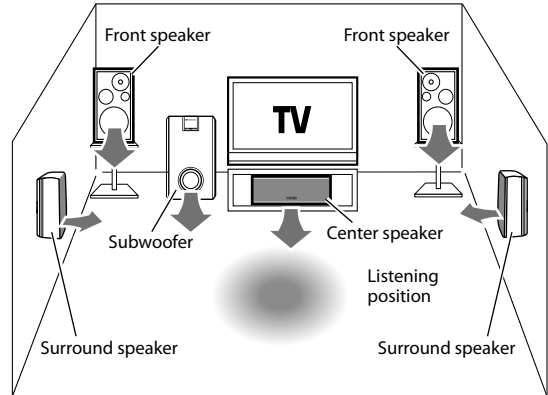 Front speaker
Front speaker
TV
Subwoofer
Center speaker
Listening
position
Surround speaker
Surround speaker